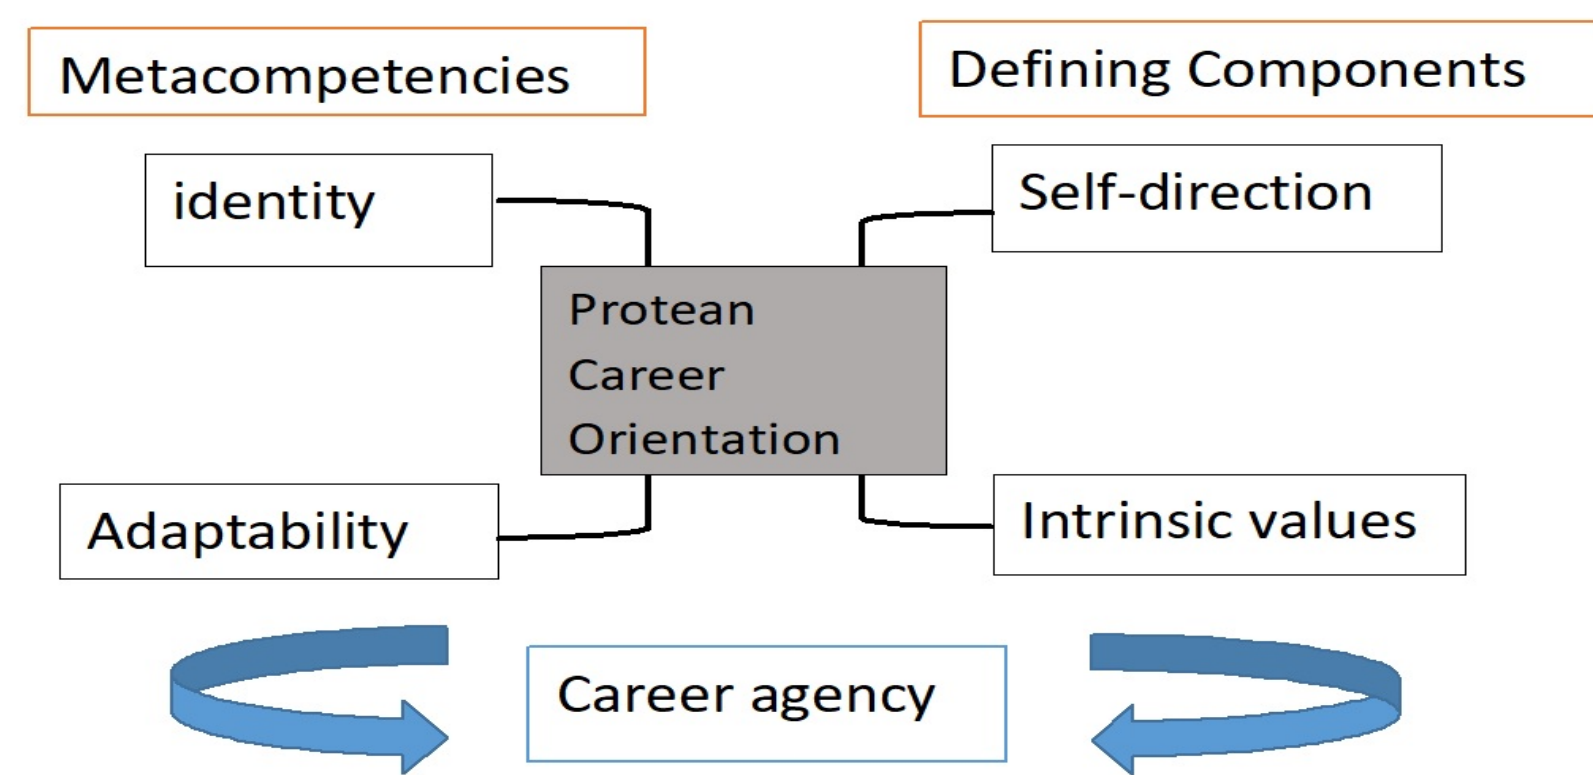 Metacompetencies
Defining Components
identity
Self-direction
Protean
Career
Orientation
Adaptability
Intrinsic values
Career agency